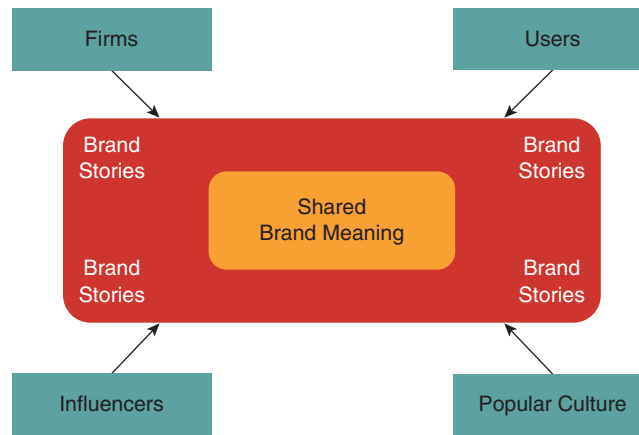 Firms
Users
Brand
Stories
Brand
Stories
Shared
Brand Meaning
Brand
Stories
Brand
Stories
Influencers
Popular Culture